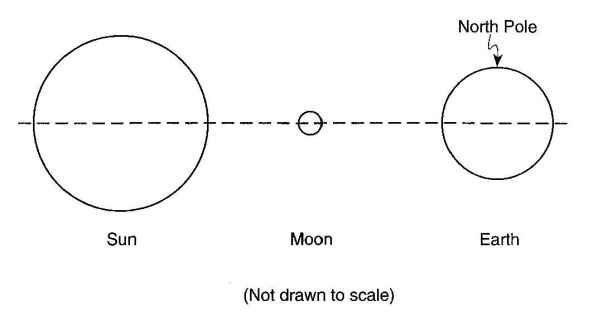 North Pole
Sun
Moon
Earth
(Not drawn to scale)